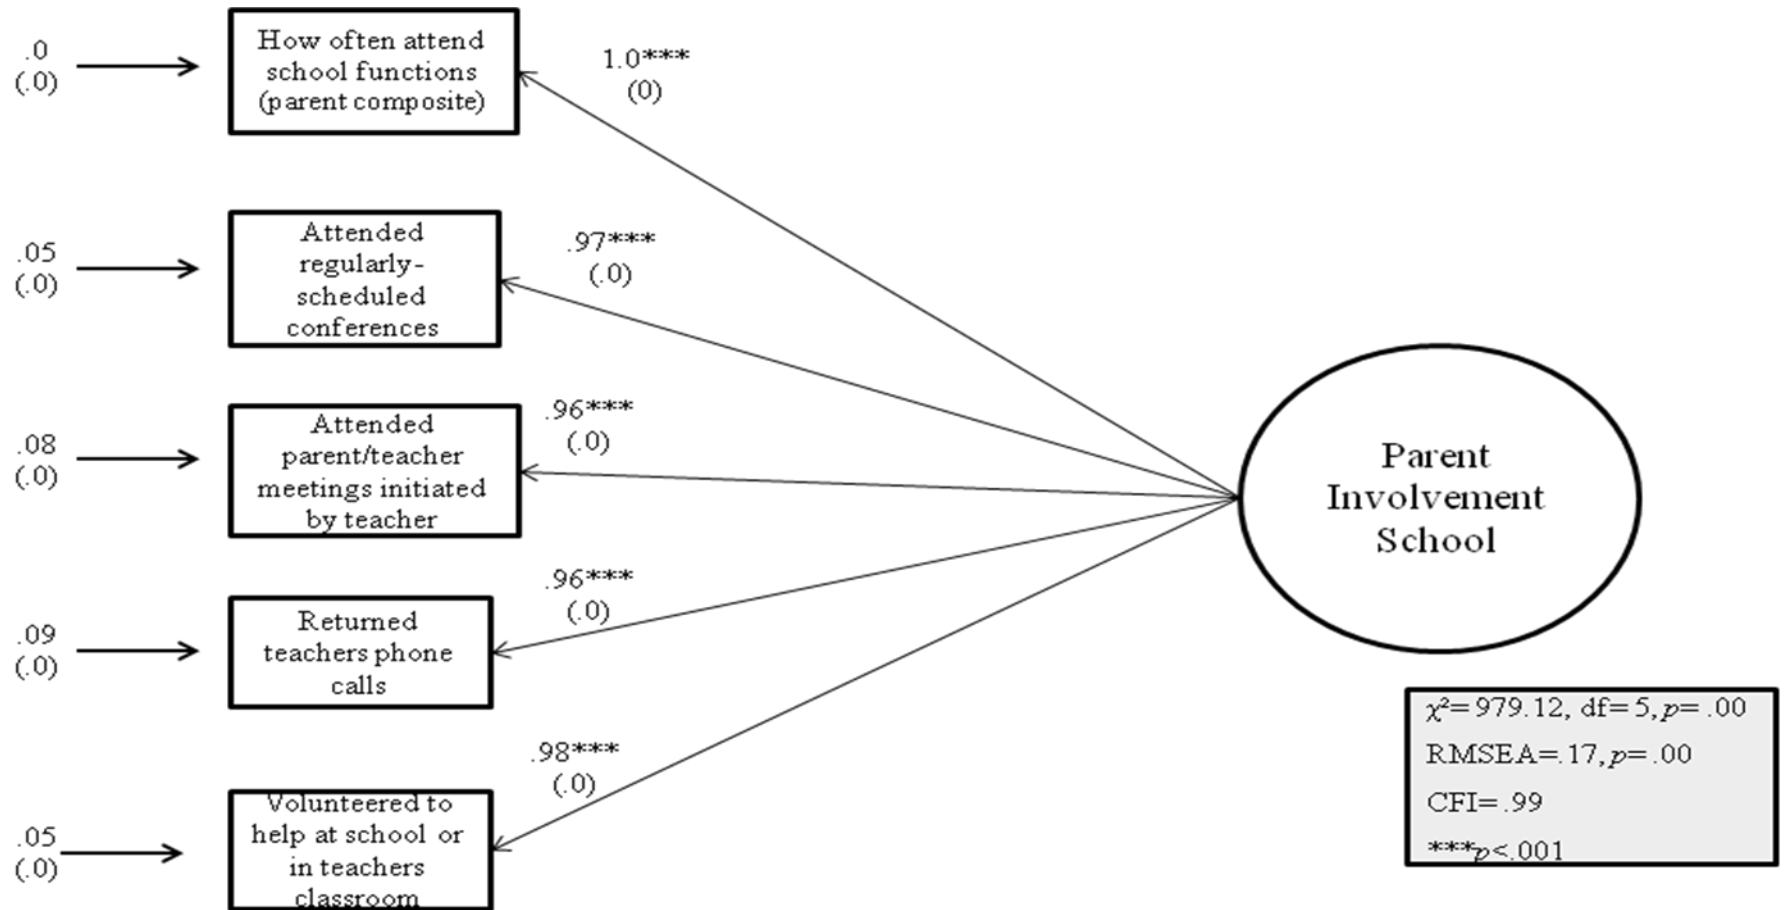 .0
(.0)
How often attend
school functions
(parent composite)
1.0***
(0)
.05
(.0)
Attended
regularly-
scheduled
conferences
.97***
(.0)
.08
(.0)
Attended
parent/teacher
meetings initiated
by teacher
.96***
(.0)
.09
(.0)
Returned
teachers phone
calls
.96***
(.0)
.05
(.0)
Volunteered to
help at school or
in teachers
classroom
.98***
(.0)
Parent
Involvement
School
χ²=979.12, df=5, p=.00
RMSEA=.17, p=.00
CFI=.99
***p<.001